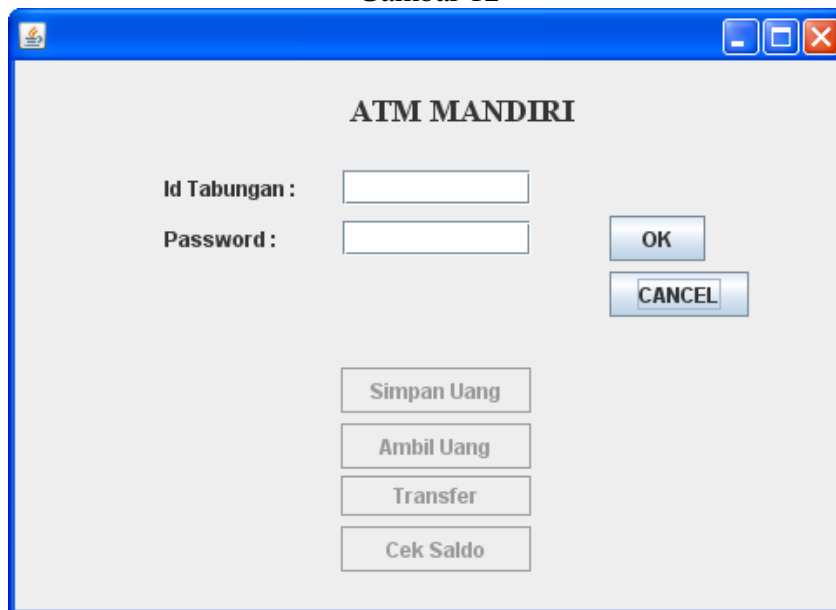 ATM MANDIRI
Id Tabungan :
Password :
OK
CANCEL
Simpan Uang
Ambil Uang
Transfer
Cek Saldo